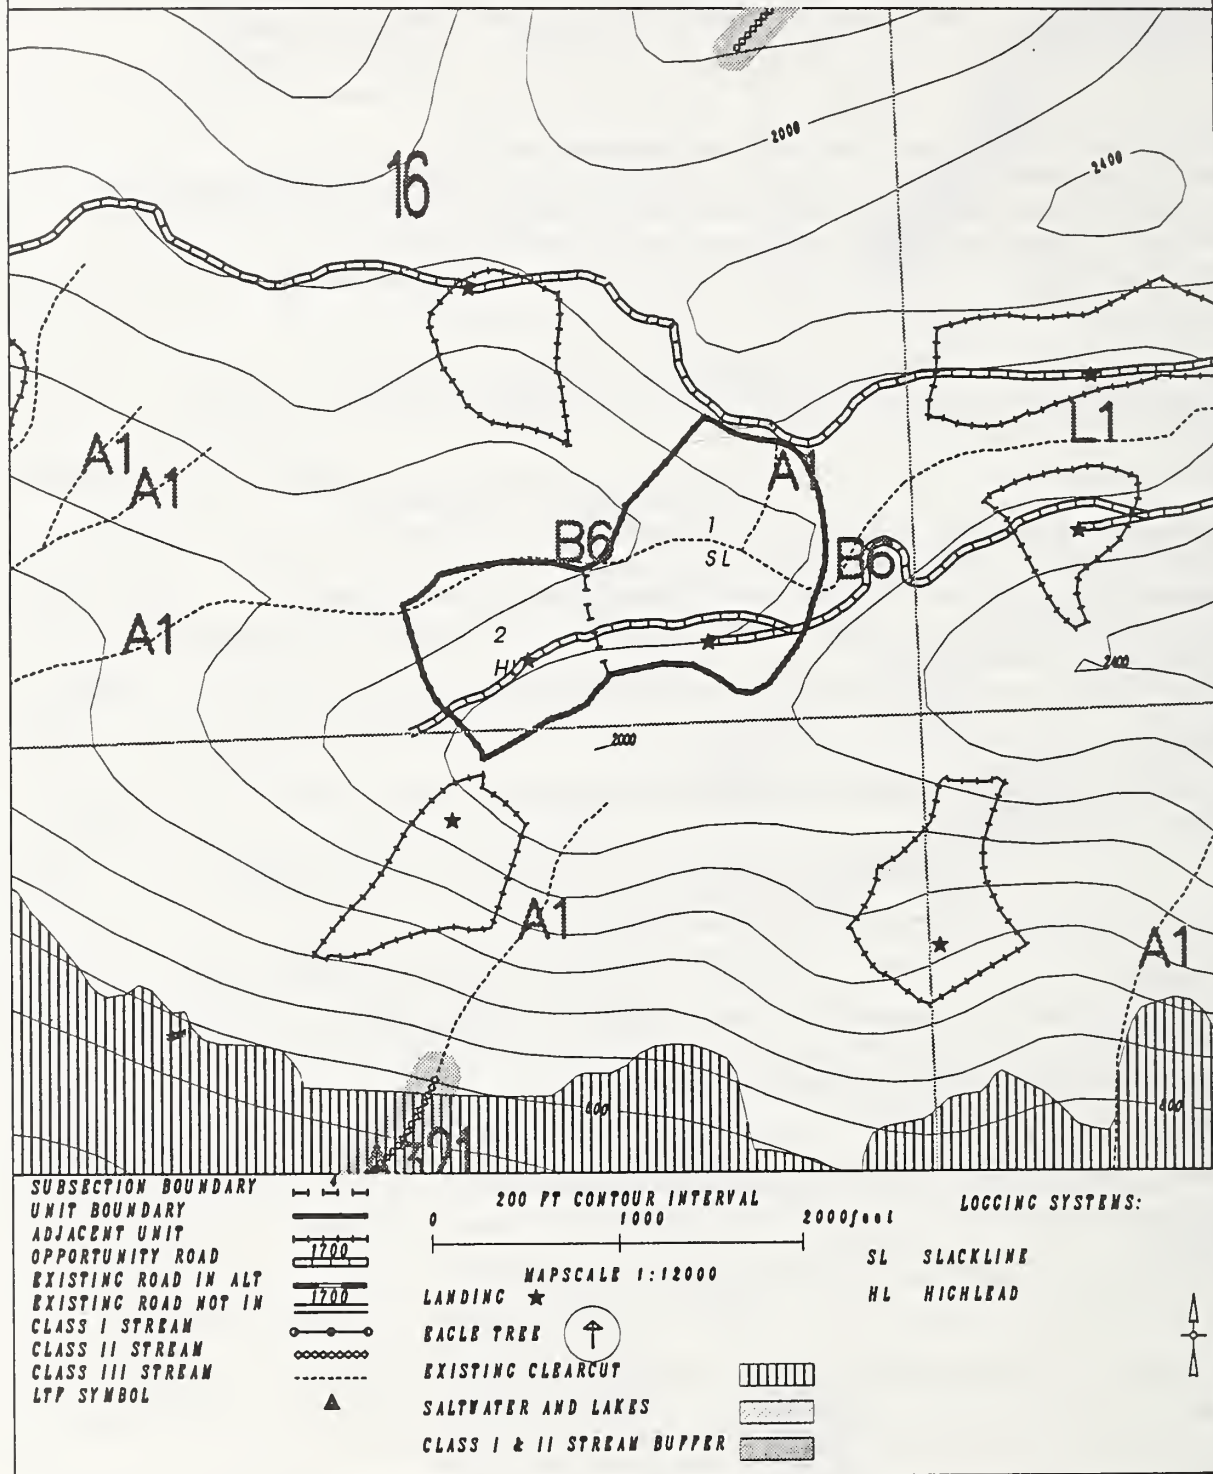 2000
2400
16
L1
A1
A1
A1
B6
1
SL
B6
A1
2
2400
2000
A1
A1
600
600
SUBSECTION BOUNDARY
UNIT BOUNDARY
ADJACENT UNIT
OPPORTUNITY ROAD 1700
EXISTING ROAD IN ALT
EXISTING ROAD NOT IN 1700
CLASS I STREAM
CLASS II STREAM
CLASS III STREAM
LTF SYMBOL
200 FT CONTOUR INTERVAL
0 1000 2000feet
MAPSCALE 1:12000
LANDING
EAGLE TREE
EXISTING CLEARCUT
SALTWATER AND LAKES
CLASS I & II STREAM BUFFER
LOGGING SYSTEMS:
SL SLACKLINE
HL HIGHLEAD